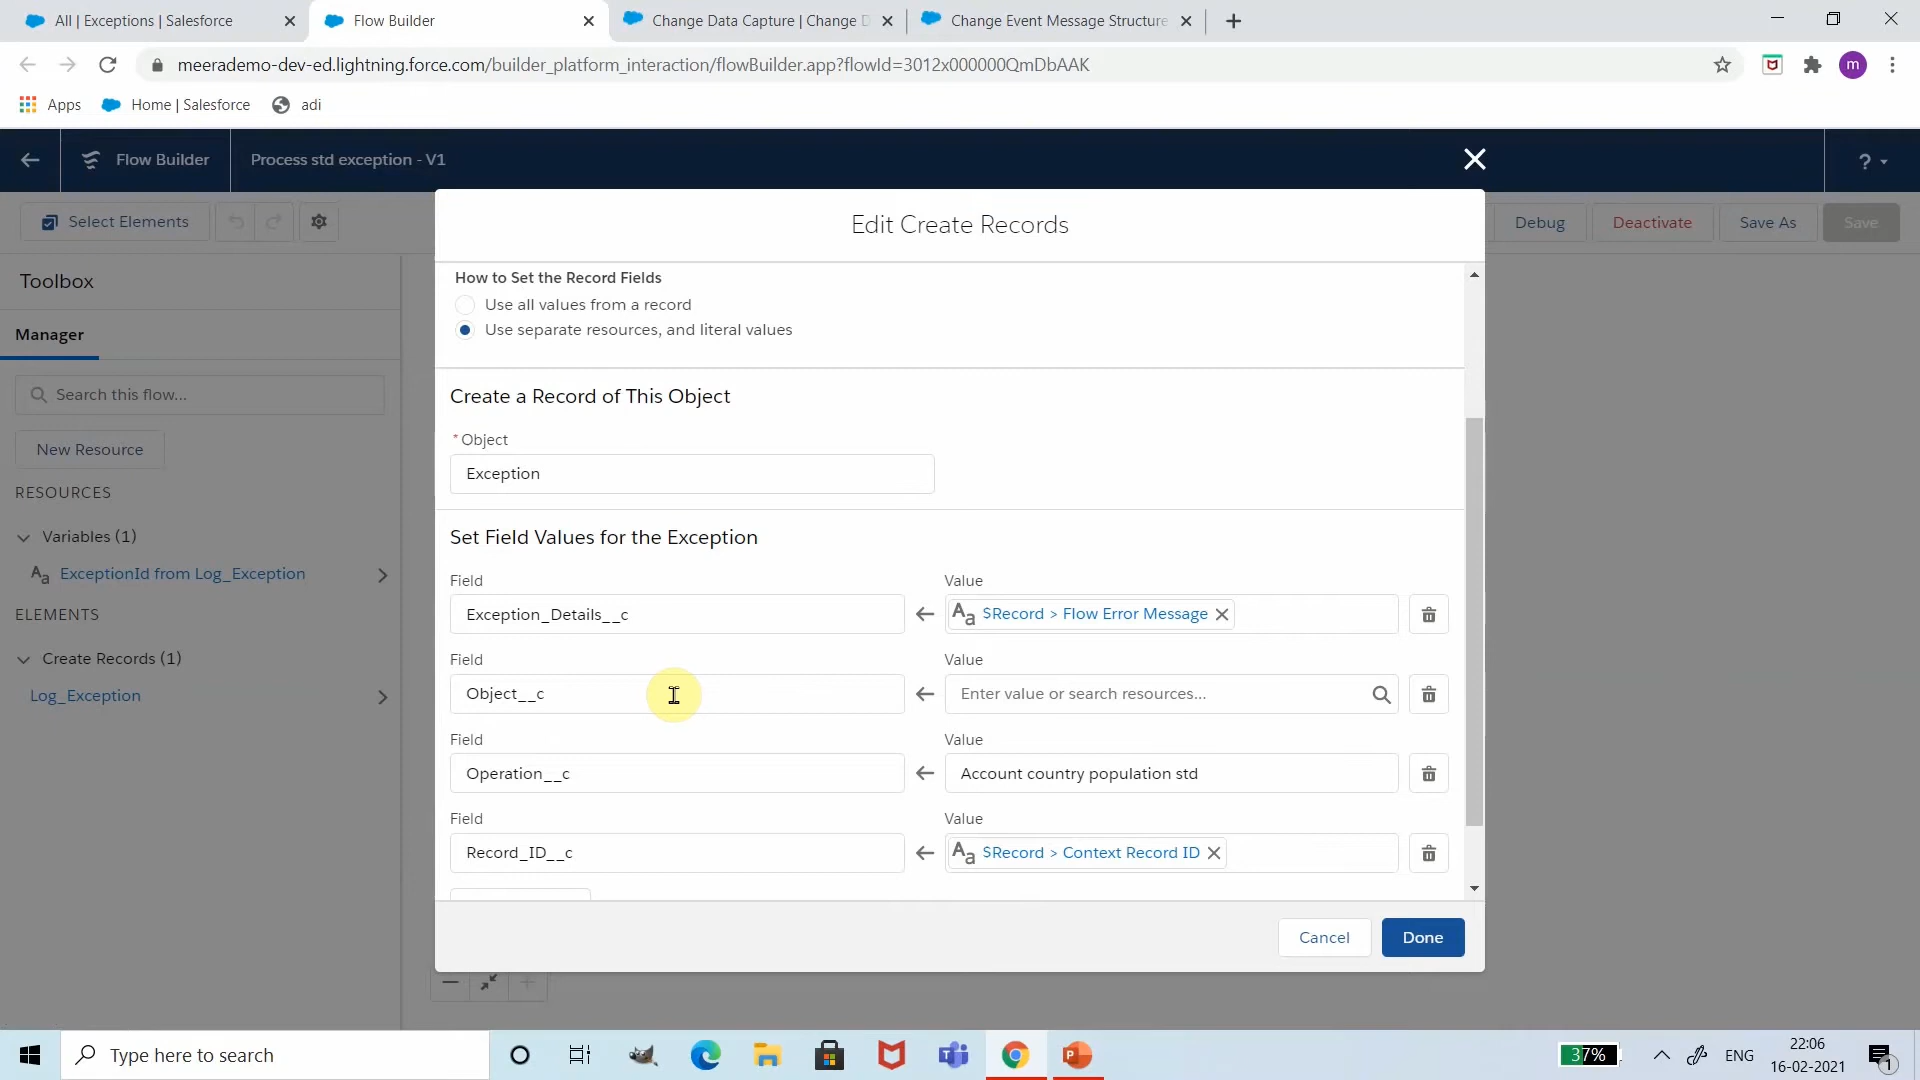 All | Exceptions | Salesforce
Flow Builder
Change Data Capture | Change D
Change Event Message Structure
meerademo-dev-ed.lightning.force.com/builder_platform_interaction/flowBuilder.app?flowId=3012x000000QmDbAAK
m
Apps
Home | Salesforce
adi
Flow Builder
Process std exception - V1
?
Select Elements
Debug
Deactivate
Save As
Save
Toolbox
Manager
Search this flow...
New Resource
RESOURCES
Variables (1)
Aa ExceptionId from Log_Exception
ELEMENTS
Create Records (1)
Log_Exception
Edit Create Records
How to Set the Record Fields
Use all values from a record
Use separate resources, and literal values
Create a Record of This Object
* Object
Exception
Set Field Values for the Exception
Field Value
Exception_Details__c Aa $Record > Flow Error Message
Field Value
Object__c Enter value or search resources...
Field Value
Operation__c Account country population std
Field Value
Record_ID__c Aa $Record > Context Record ID
Cancel
Done
Type here to search
37%
ENG
22:06
16-02-2021
1